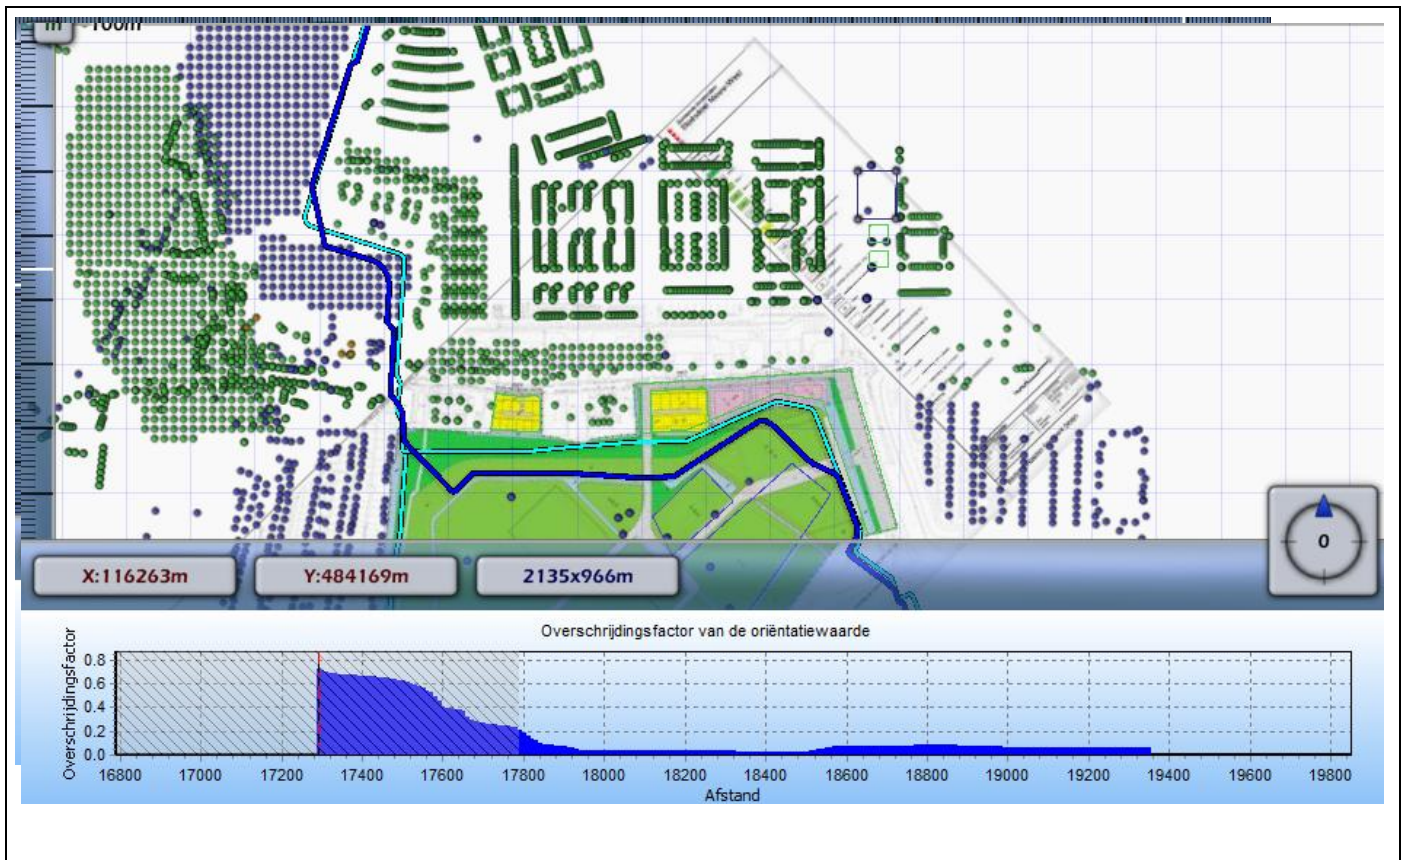 m ~100m
X:116263m Y:484169m 2135x966m
0
Overschrijdingsfactor van de oriëntatiewaarde
Overschrijdingsfactor
0.8
0.6
0.4
0.2
0.0
16800 17000 17200 17400 17600 17800 18000 18200 18400 18600 18800 19000 19200 19400 19600 19800
Afstand